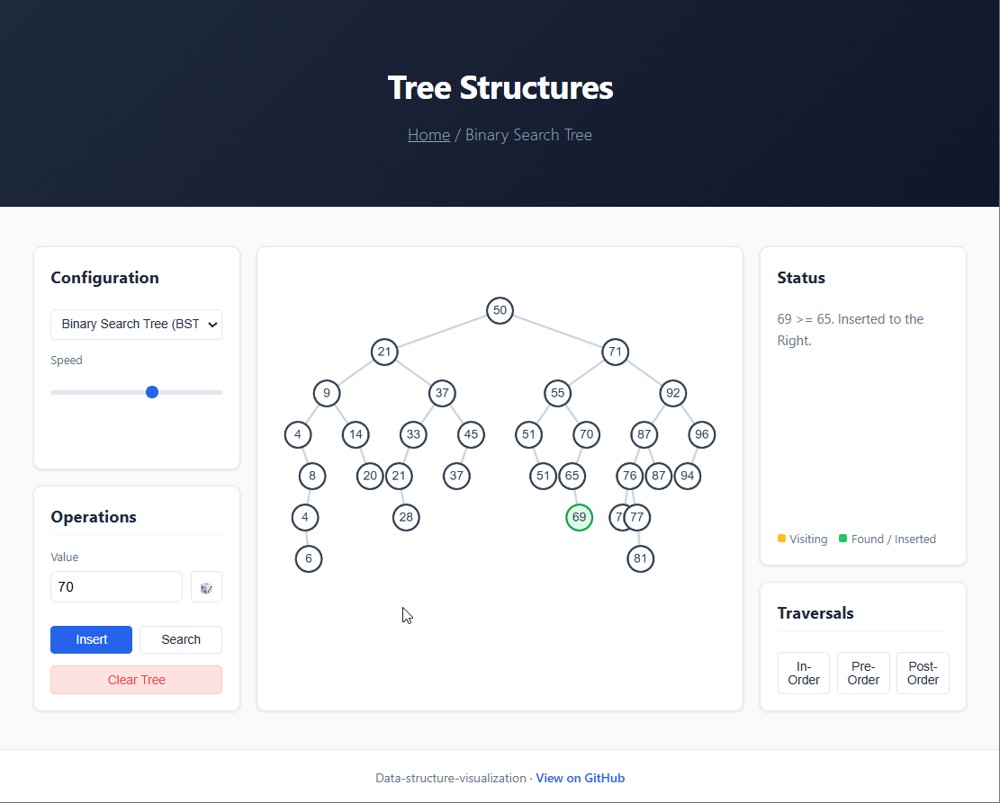 Tree Structures
Home / Binary Search Tree
Configuration
Binary Search Tree (BST
Speed
Operations
Value
70
Insert
Search
Clear Tree
50
21
71
9
37
55
92
4
14
33
45
51
70
87
96
8
20
21
37
51
65
76
87
94
4
28
69
77
6
81
Status
69 >= 65. Inserted to the
Right.
Visiting
Found / Inserted
Traversals
In-
Order
Pre-
Order
Post-
Order
Data-structure-visualization · View on GitHub